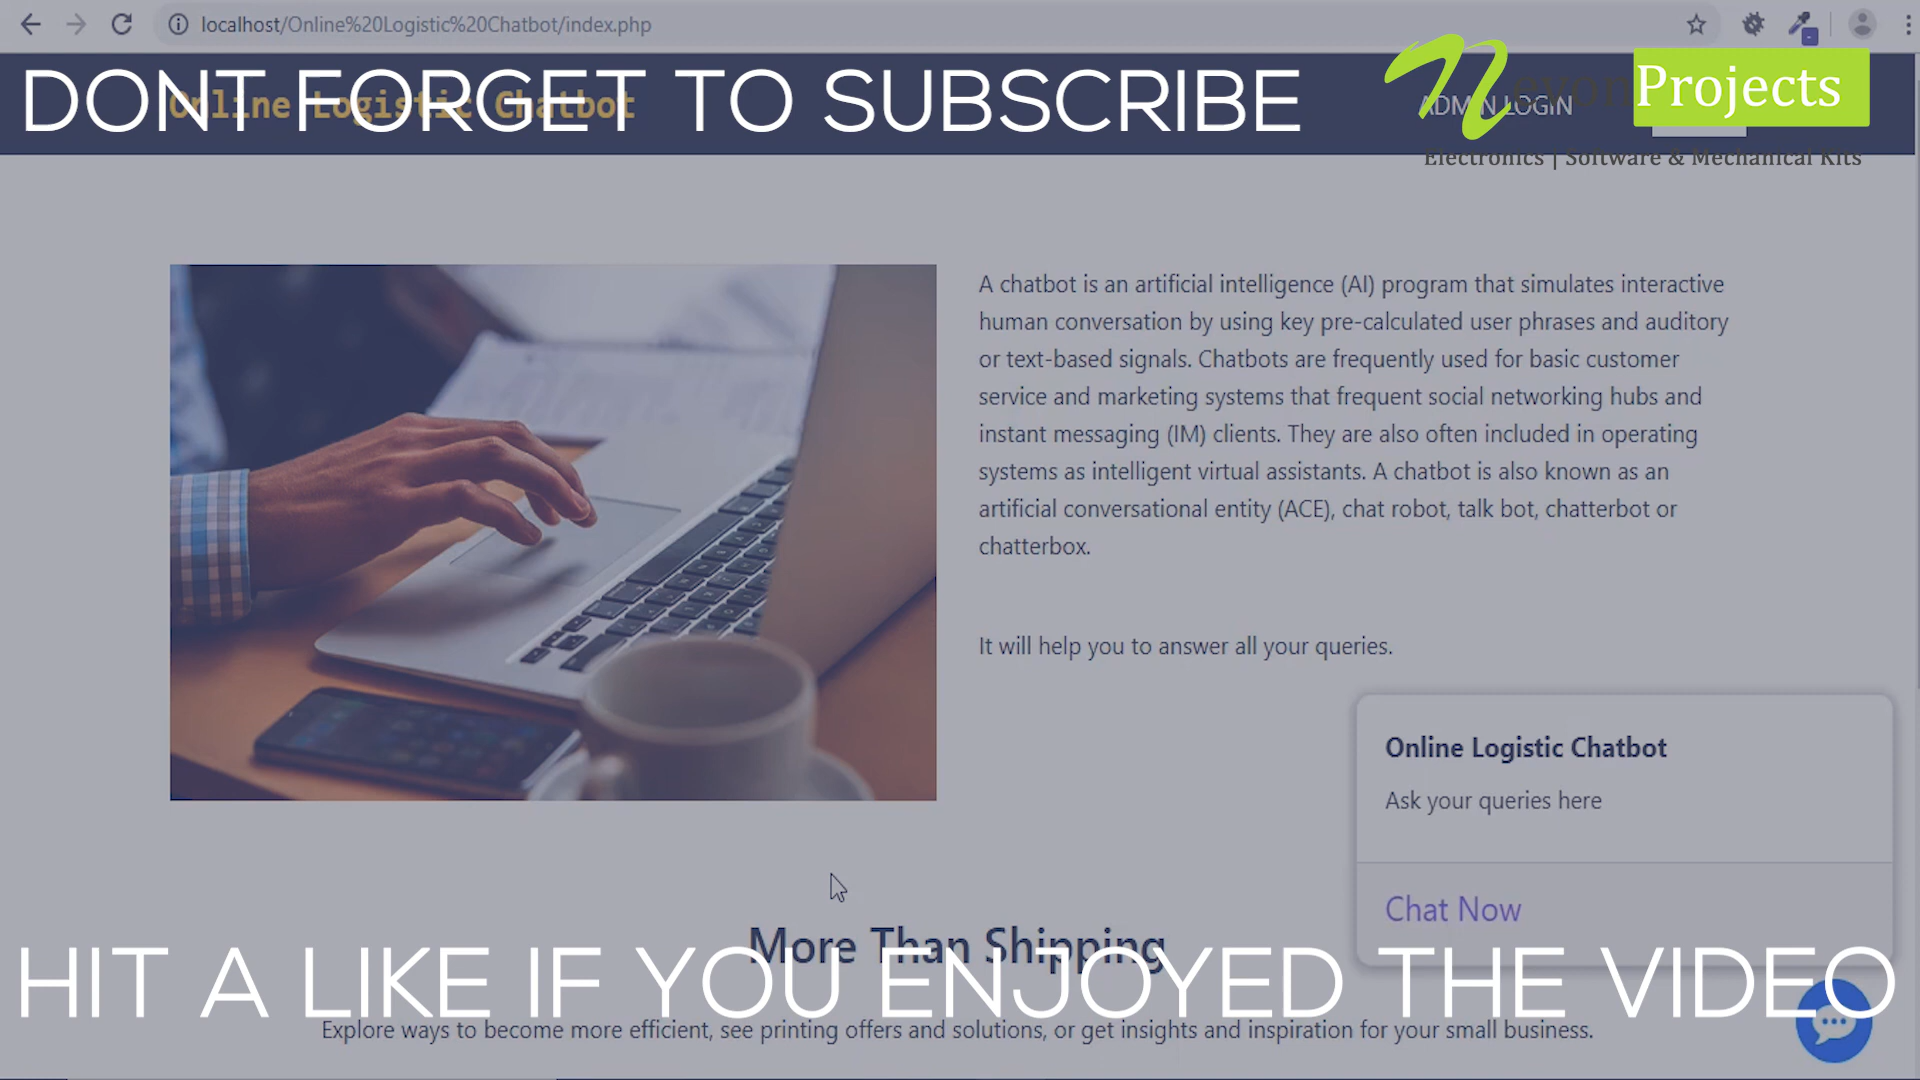 localhost/Online%20Logistic%20Chatbot/index.php
DONT FORGET TO SUBSCRIBE
Online Logistic Chatbot
ADMIN LOGIN
Projects
Electronics | Software & Mechanical Kits
A chatbot is an artificial intelligence (AI) program that simulates interactive
human conversation by using key pre-calculated user phrases and auditory
or text-based signals. Chatbots are frequently used for basic customer
service and marketing systems that frequent social networking hubs and
instant messaging (IM) clients. They are also often included in operating
systems as intelligent virtual assistants. A chatbot is also known as an
artificial conversational entity (ACE), chat robot, talk bot, chatterbot or
chatterbox.
It will help you to answer all your queries.
Online Logistic Chatbot
Ask your queries here
Chat Now
More Than Shipping
HIT A LIKE IF YOU ENJOYED THE VIDEO
Explore ways to become more efficient, see printing offers and solutions, or get insights and inspiration for your small business.